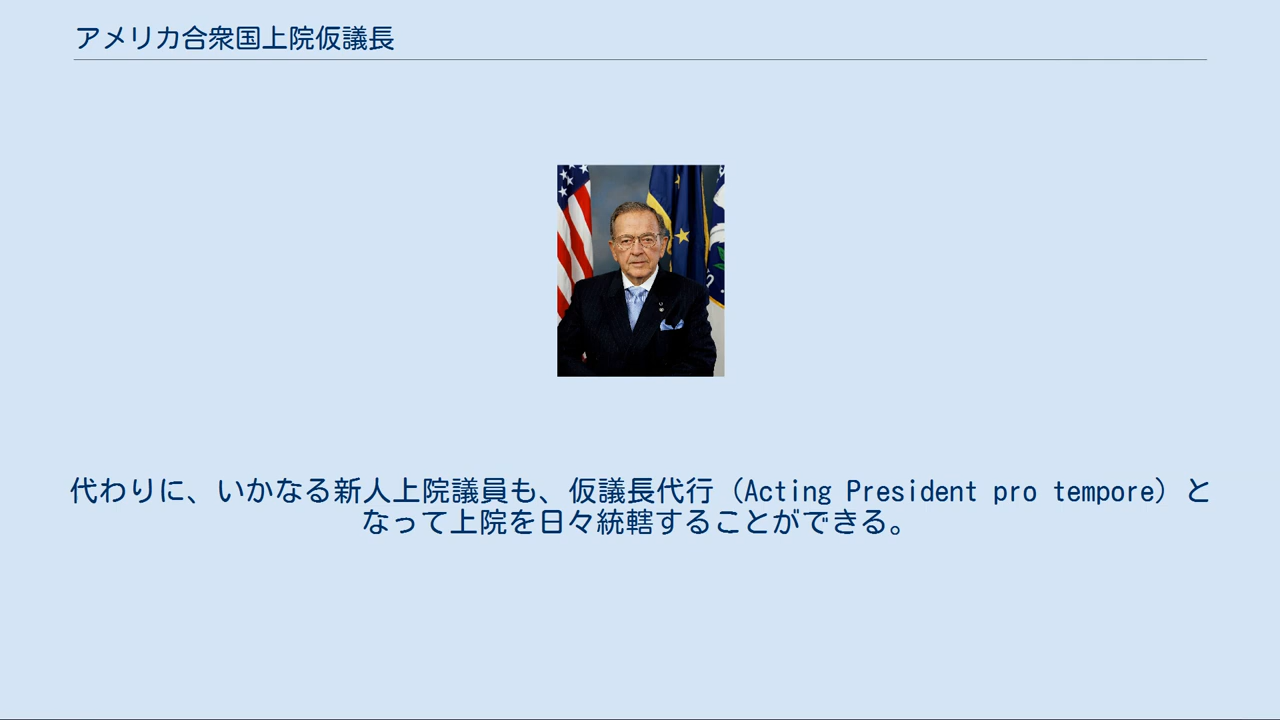 アメリカ合衆国上院仮議長
代わりに、いかなる新人上院議員も、仮議長代行（Acting President pro tempore）と
なって上院を日々統轄することができる。